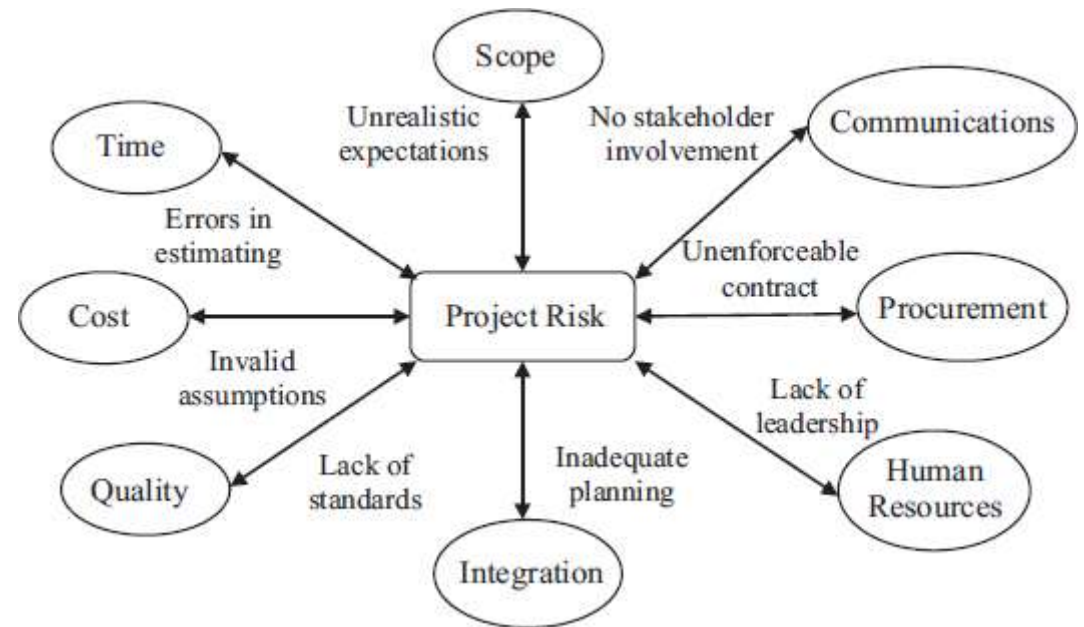 Scope
Communications
Unrealistic
expectations
No stakeholder
involvement
Time
Errors in
estimating
Unenforceable
contract
Cost
Project Risk
Procurement
Invalid
assumptions
Lack of
leadership
Quality
Lack of
standards
Inadequate
planning
Human
Resources
Integration